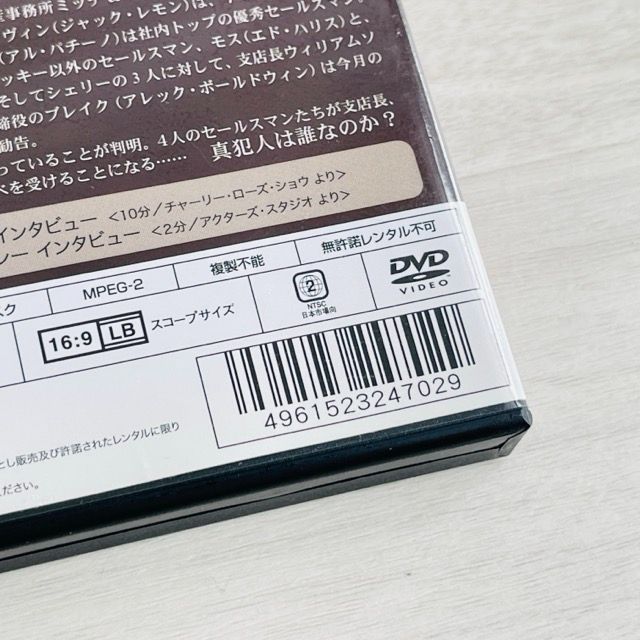 産事務所ミッチ&
ヴィン（ジャック・レモン）は、
（アル・パチーノ）は社内トップの優秀セールスマン。
ッキー以外のセールスマン、モス（エド・ハリス）と、
そしてシェリーの3人に対して、支店長ウィリアムソ
締役のブレイク（アレック・ボールドウィン）は今月の
勧告。
っていることが判明。4人のセールスマンたちが支店長、
べを受けることになる…… 真犯人は誰なのか？
インタビュー <10分/チャーリー・ローズ・ショウ より>
レー インタビュー <2分/アクターズ・スタジオ より>
スク MPEG-2 複製不能 無許諾レンタル不可
16:9 LB スコープサイズ 2 NTSC 日本市場向 DVD VIDEO
4961523247029
とし販売及び許諾されたレンタルに限り
ください。